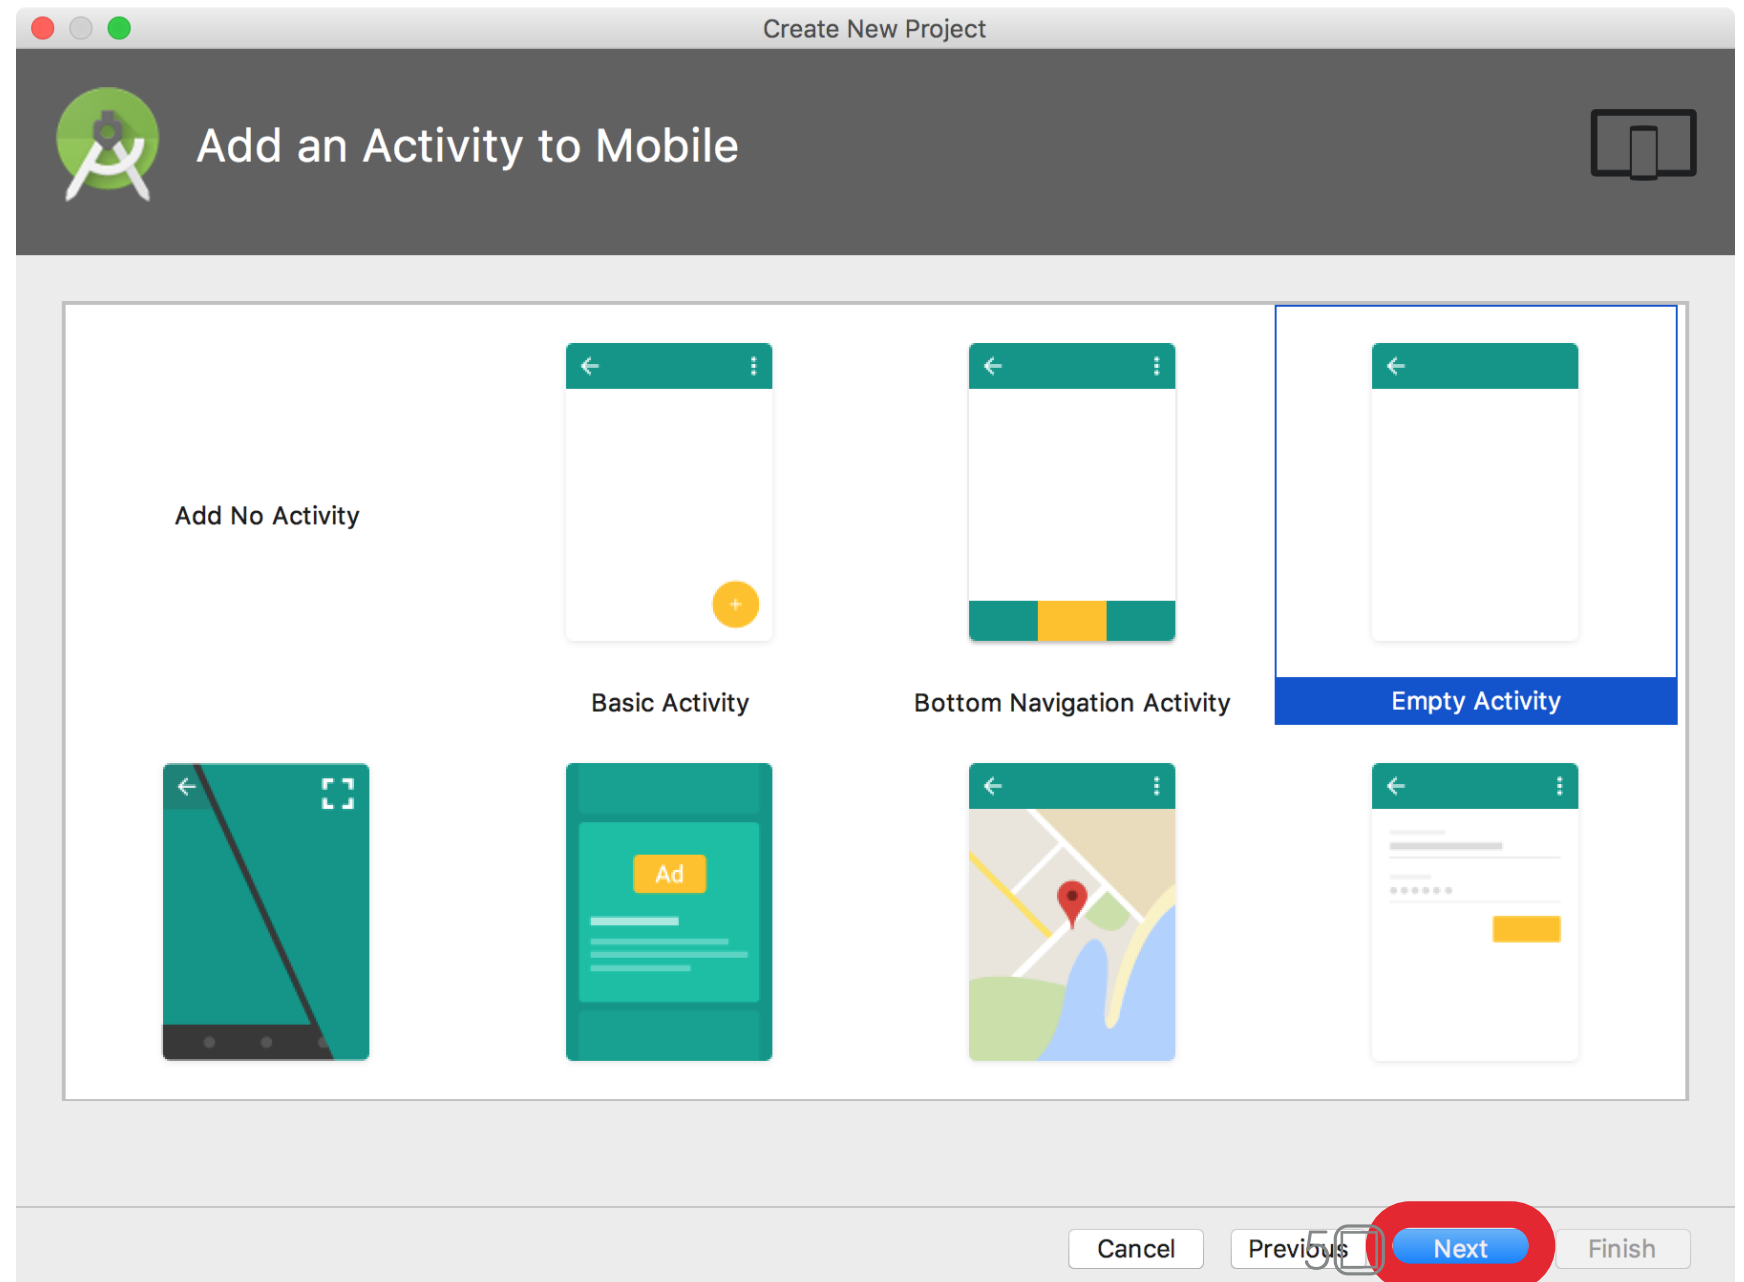 Create New Project
Add an Activity to Mobile
Add No Activity
Basic Activity
Bottom Navigation Activity
Empty Activity
Ad
Cancel
Previous
5
Next
Finish